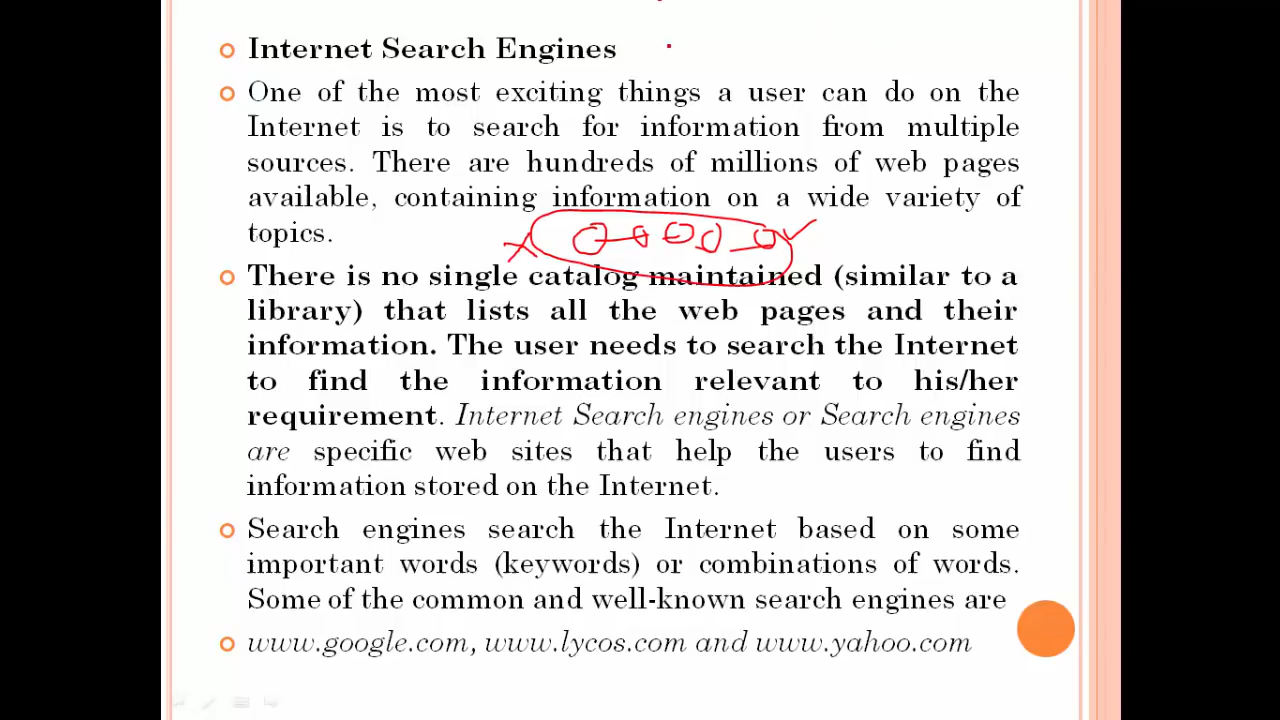 Internet Search Engines
One of the most exciting things a user can do on the
Internet is to search for information from multiple
sources. There are hundreds of millions of web pages
available, containing information on a wide variety of
topics.
There is no single catalog maintained (similar to a
library) that lists all the web pages and their
information. The user needs to search the Internet
to find the information relevant to his/her
requirement. Internet Search engines or Search engines
are specific web sites that help the users to find
information stored on the Internet.
Search engines search the Internet based on some
important words (keywords) or combinations of words.
Some of the common and well-known search engines are
www.google.com, www.lycos.com and www.yahoo.com